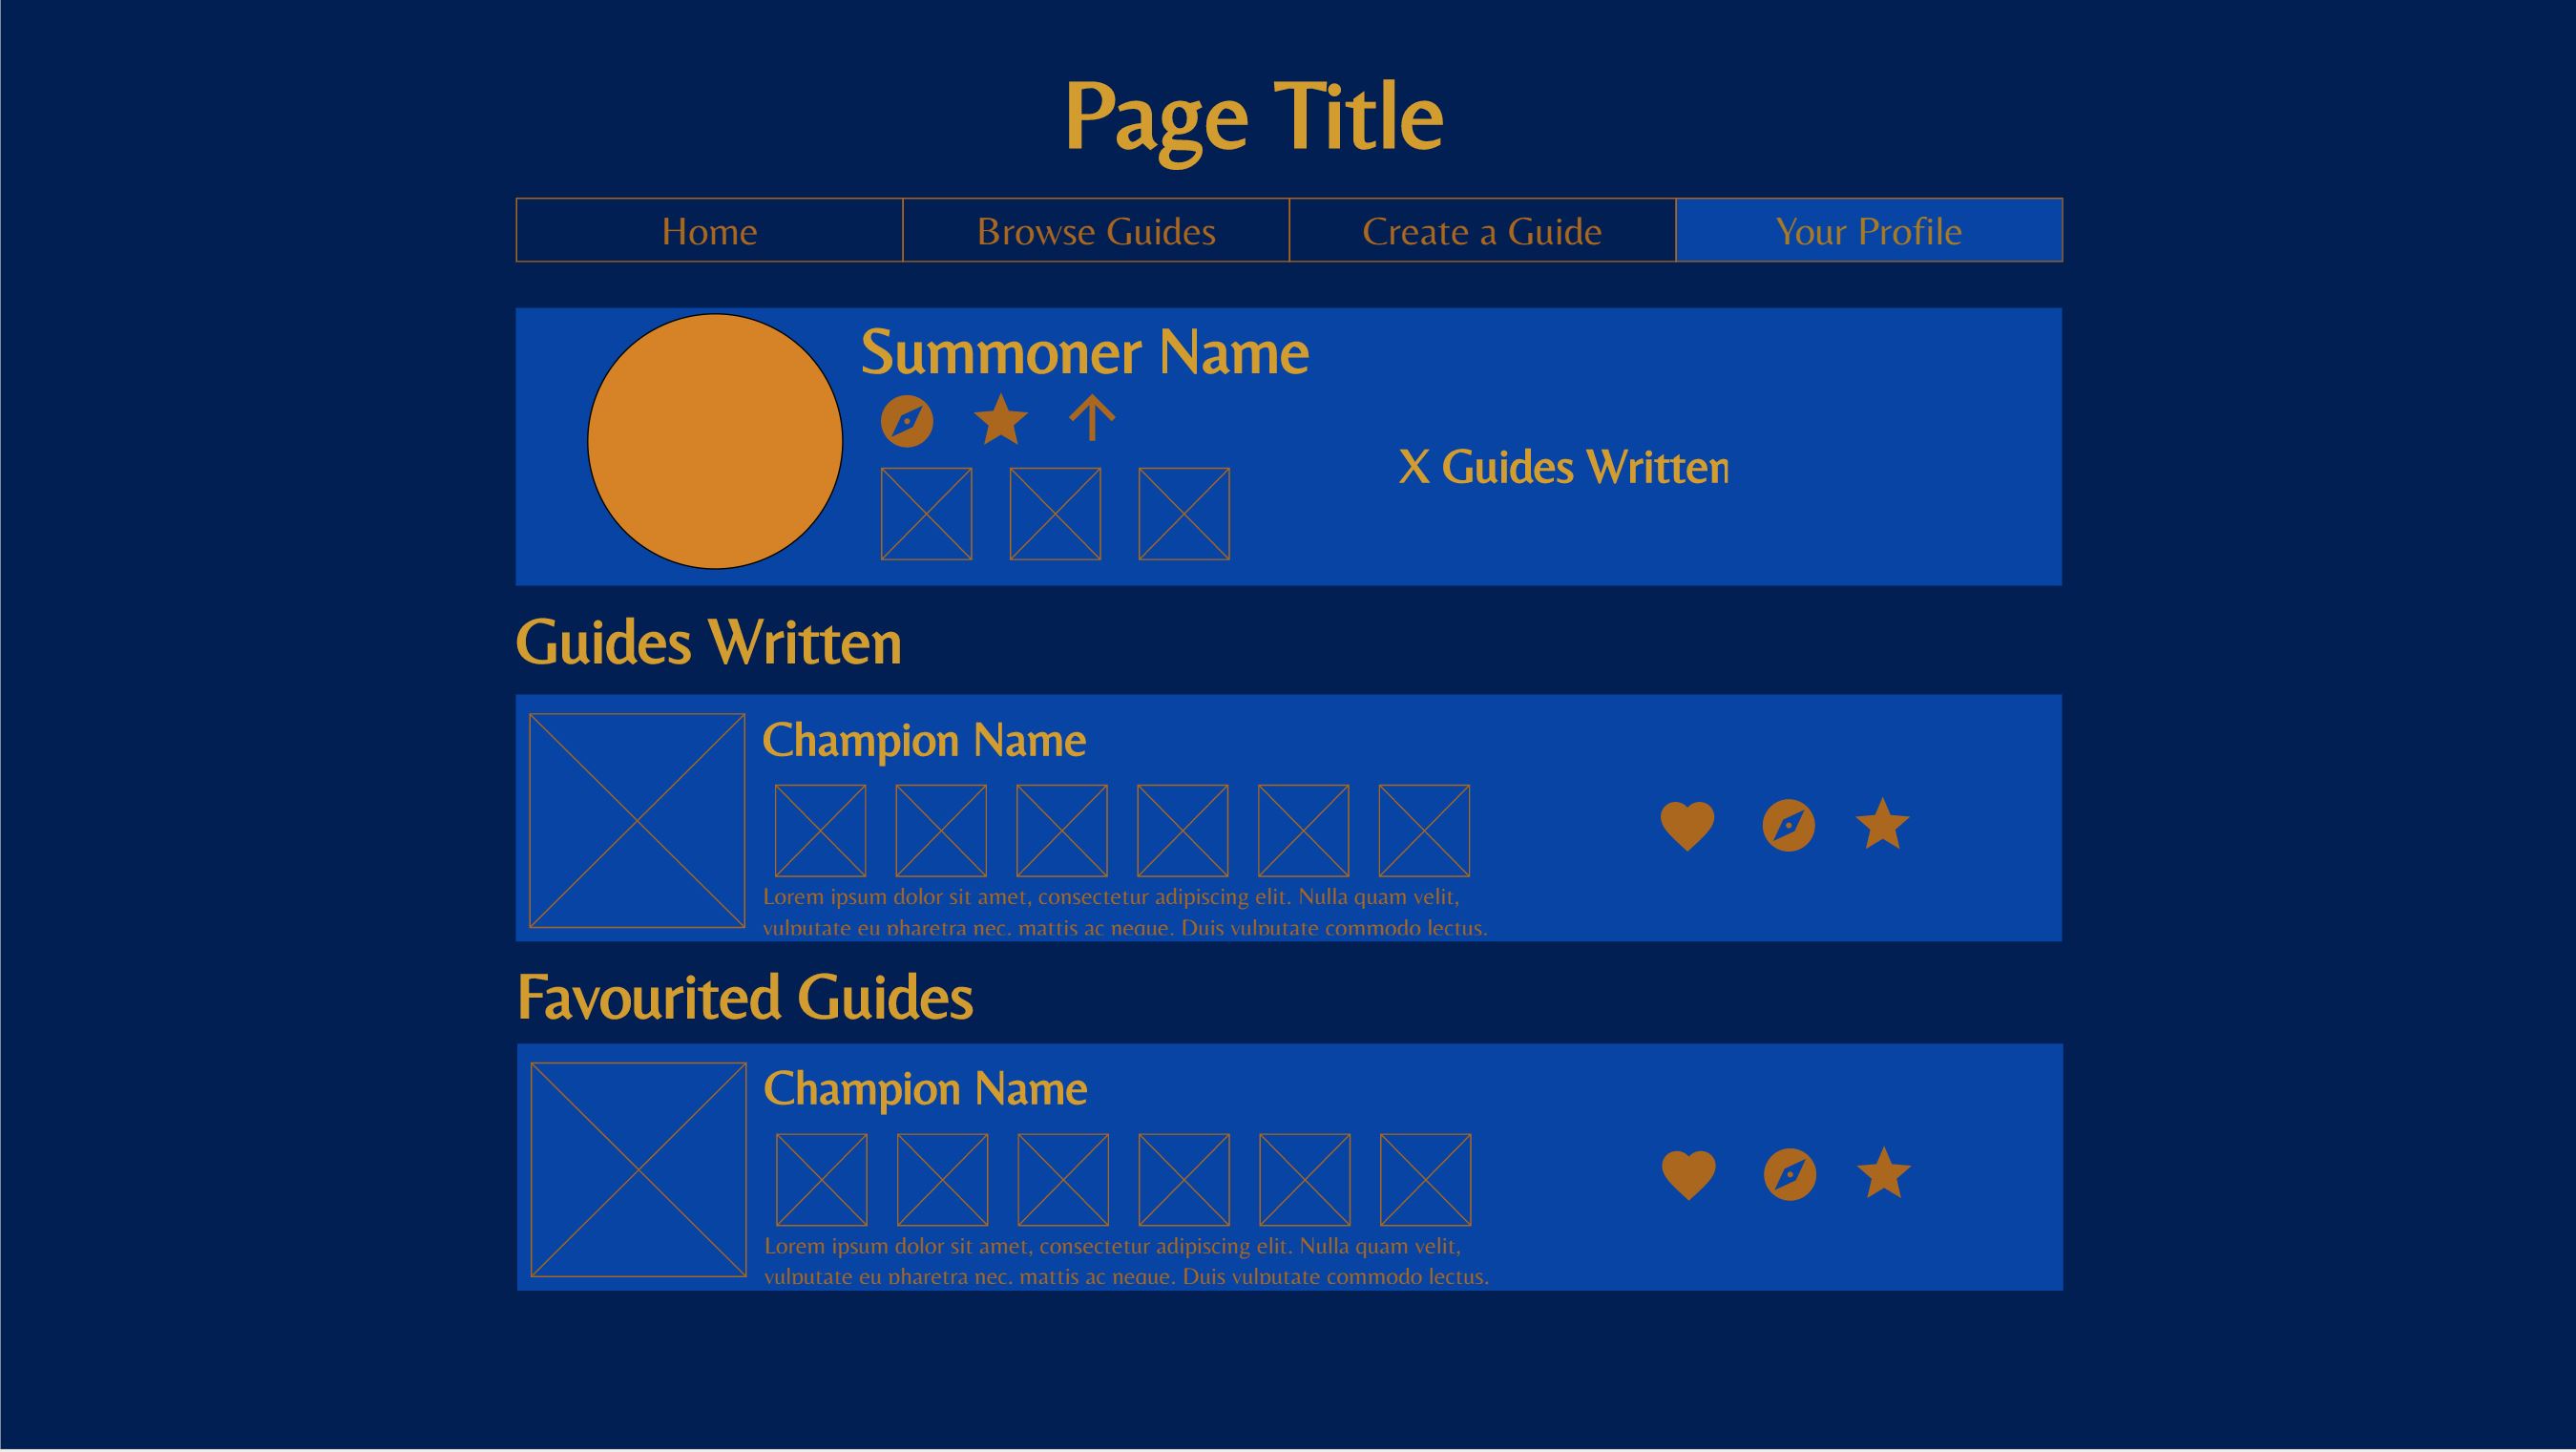 Page Title
Home
Browse Guides
Create a Guide
Your Profile
Summoner Name
X Guides Written
Guides Written
Champion Name
Lorem ipsum dolor sit amet, consectetur adipiscing elit. Nulla quam velit,
vulputate eu pharetra nec, mattis ac neque. Duis vulputate commodo lectus,
Favourited Guides
Champion Name
Lorem ipsum dolor sit amet, consectetur adipiscing elit. Nulla quam velit,
vulputate eu pharetra nec, mattis ac neque. Duis vulputate commodo lectus,